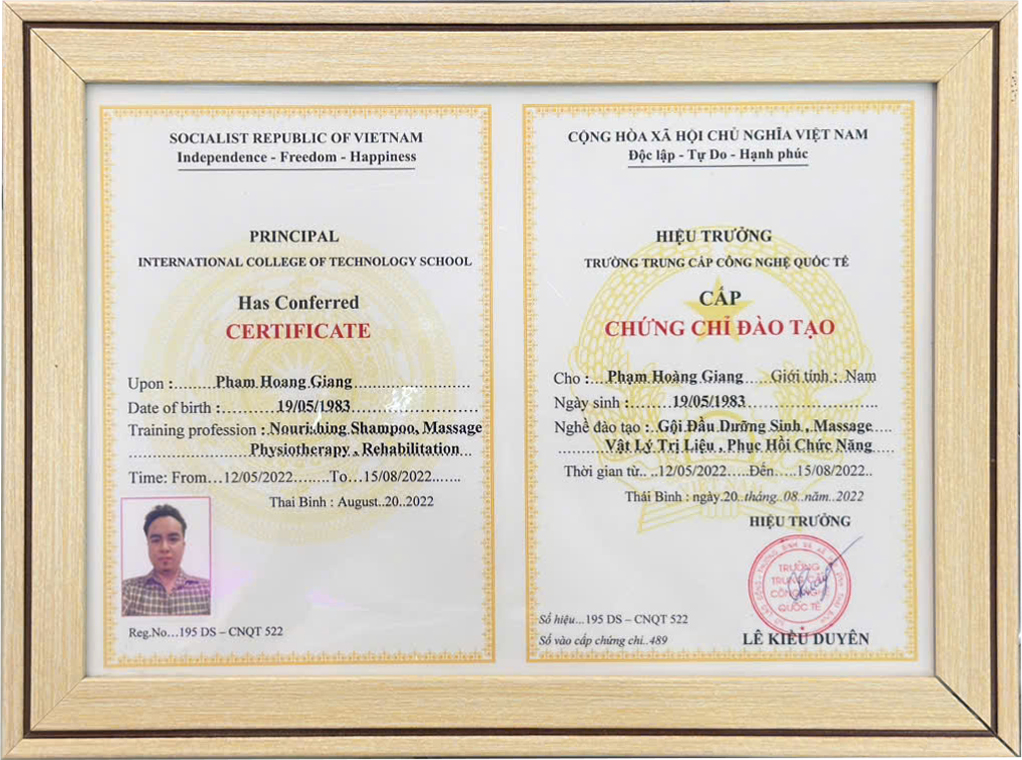 SOCIALIST REPUBLIC OF VIETNAM
Independence - Freedom - Happiness
PRINCIPAL
INTERNATIONAL COLLEGE OF TECHNOLOGY SCHOOL
Has Conferred
CERTIFICATE
Upon :......Pham Hoang Giang........................
Date of birth :...........19/05/1983........................
Training profession : Nourishing Shampoo, Massage
........................Physiotherapy , Rehabilitation
Time: From...12/05/2022.......To...15/08/2022......
Thai Binh : August..20..2022
Reg.No...195 DS – CNQT 522
CỘNG HÒA XÃ HỘI CHỦ NGHĨA VIỆT NAM
Độc lập - Tự Do - Hạnh phúc
HIỆU TRƯỞNG
TRƯỜNG TRUNG CẤP CÔNG NGHỆ QUỐC TẾ
CẤP
CHỨNG CHỈ ĐÀO TẠO
Cho :...Phạm Hoàng Giang.....Giới tính : Nam
Ngày sinh :.........19/05/1983........................
Nghề đào tạo :..Gội Đầu Dưỡng Sinh , Massage
...........Vật Lý Trị Liệu , Phục Hồi Chức Năng
Thời gian từ.. ..12/05/2022.....Đến....15/08/2022..
Thái Bình : ngày.20..tháng..08..năm..2022
HIỆU TRƯỞNG
TRƯỜNG
TRUNG CẤP
CÔNG NGHỆ
QUỐC TẾ
Số hiệu...195 DS – CNQT 522
Số vào cấp chứng chỉ..489
LÊ KIỀU DUYÊN